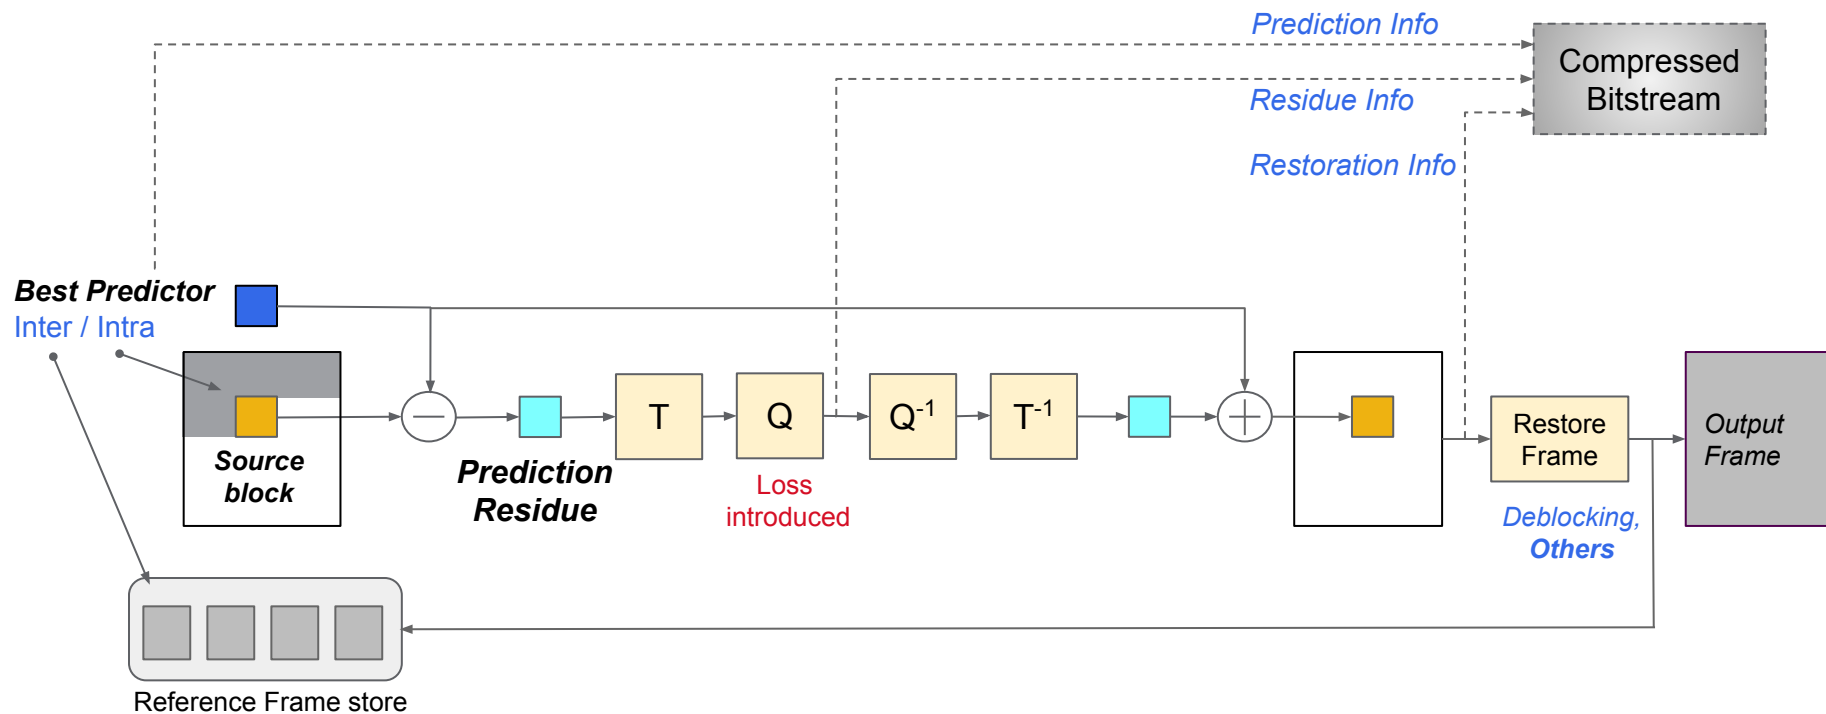 Prediction Info
Compressed
Bitstream
Residue Info
Restoration Info
Best Predictor
Inter / Intra
T
Q
Q-1
T-1
Restore
Frame
Output
Frame
Source
block
Prediction
Residue
Loss
introduced
Deblocking,
Others
Reference Frame store